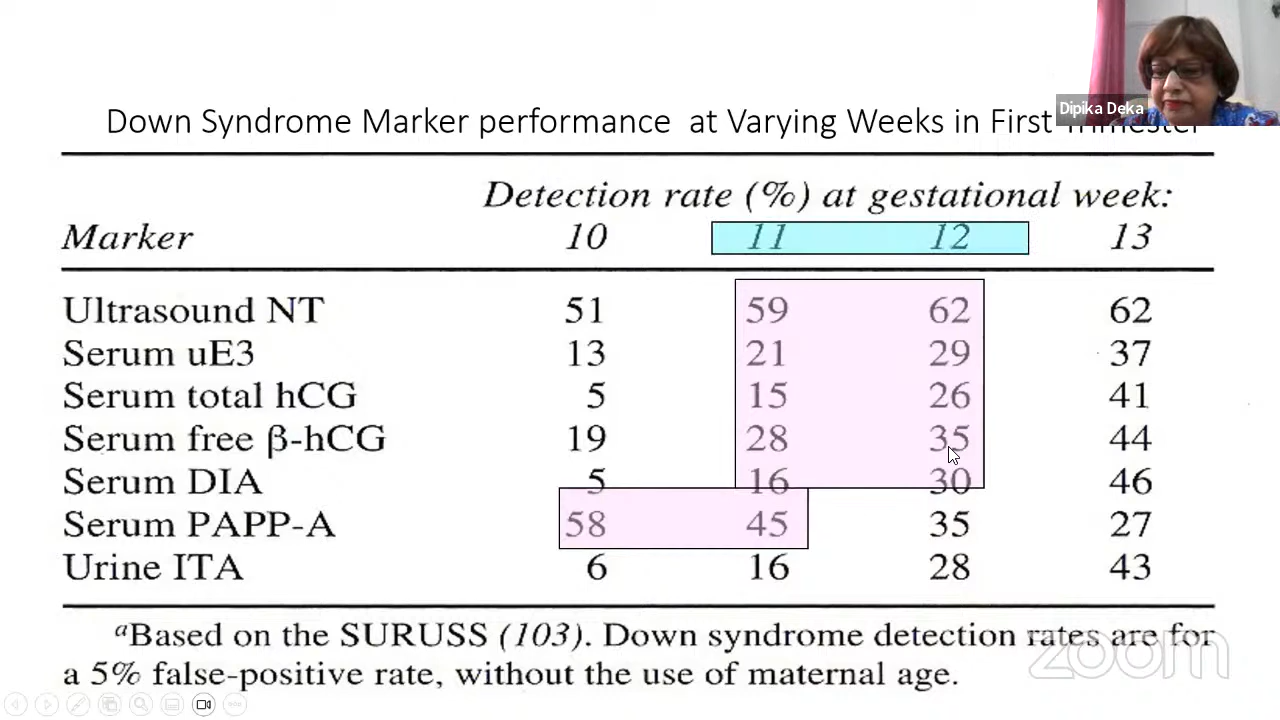 Dipika Deka
Down Syndrome Marker performance at Varying Weeks in First Trimester
Detection rate (%) at gestational week:
Marker 10 11 12 13
Ultrasound NT 51 59 62 62
Serum uE3 13 21 29 37
Serum total hCG 5 15 26 41
Serum free β-hCG 19 28 35 44
Serum DIA 5 16 30 46
Serum PAPP-A 58 45 35 27
Urine ITA 6 16 28 43
aBased on the SURUSS (103). Down syndrome detection rates are for
a 5% false-positive rate, without the use of maternal age.
zoom